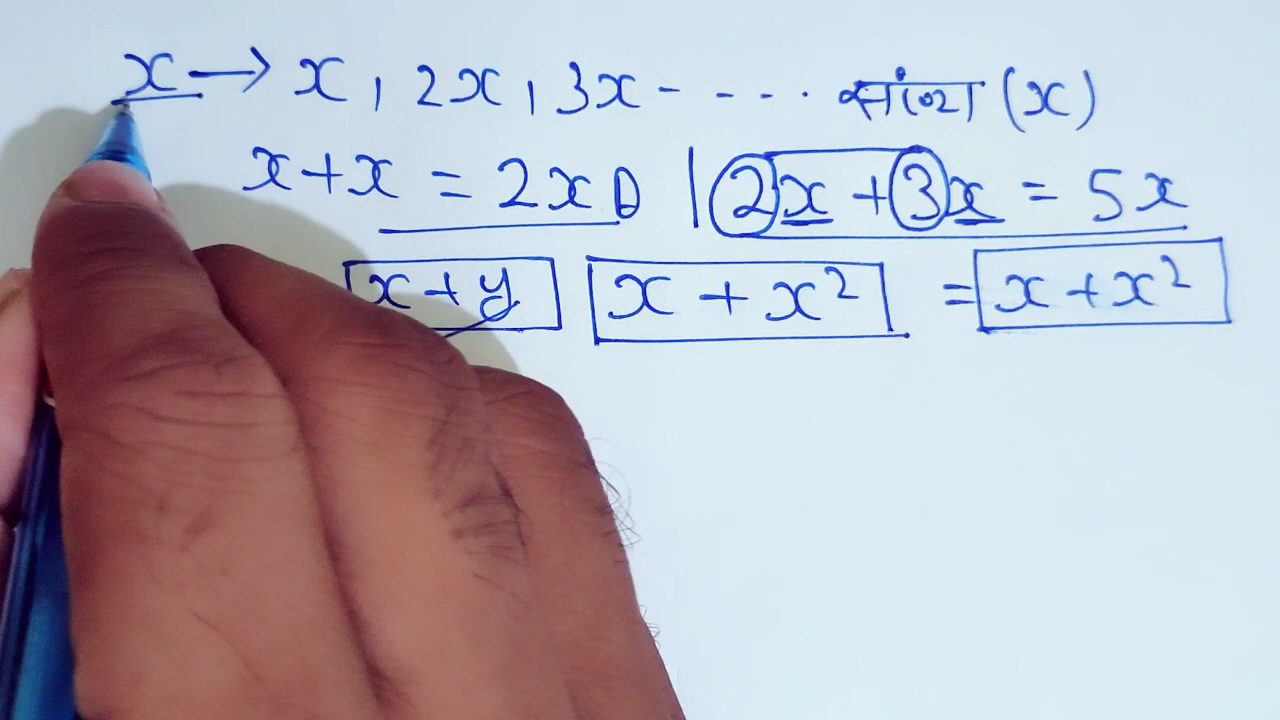 x → x, 2x, 3x - - - - . संख्या (x)
x + x = 2x | 2x + 3x = 5x
x + y x + x² = x + x²